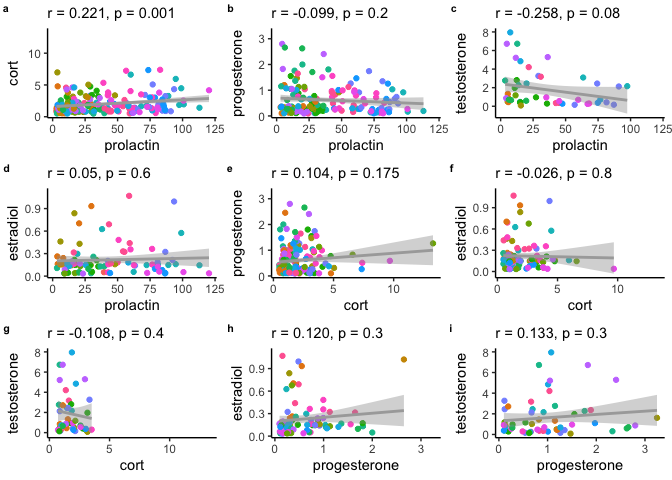 a r = 0.221, p = 0.001
cort
10
5
0
0 25 50 75 100 125
prolactin
b r = -0.099, p = 0.2
progesterone
3
2
1
0
0 25 50 75 100 125
prolactin
c r = -0.258, p = 0.08
testosterone
8
6
4
2
0
0 25 50 75 100 125
prolactin
d r = 0.05, p = 0.6
estradiol
0.9
0.6
0.3
0.0
0 25 50 75 100 125
prolactin
e r = 0.104, p = 0.175
progesterone
3
2
1
0
0 5 10
cort
f r = -0.026, p = 0.8
estradiol
0.9
0.6
0.3
0.0
0 5 10
cort
g r = -0.108, p = 0.4
testosterone
8
6
4
2
0
0 5 10
cort
h r = 0.120, p = 0.3
estradiol
0.9
0.6
0.3
0.0
0 1 2 3
progesterone
i r = 0.133, p = 0.3
testosterone
8
6
4
2
0
0 1 2 3
progesterone